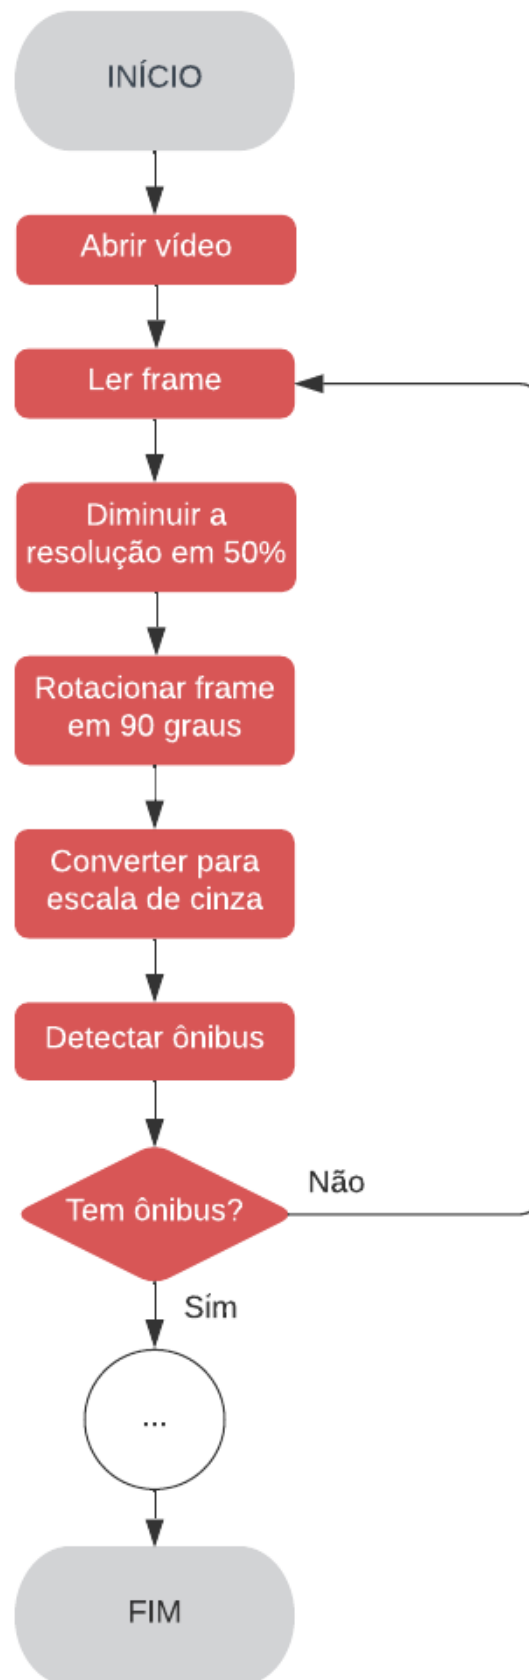 INÍCIO
Abrir vídeo
Ler frame
Diminuir a
resolução em 50%
Rotacionar frame
em 90 graus
Converter para
escala de cinza
Detectar ônibus
Tem ônibus?
Não
Sim
...
FIM